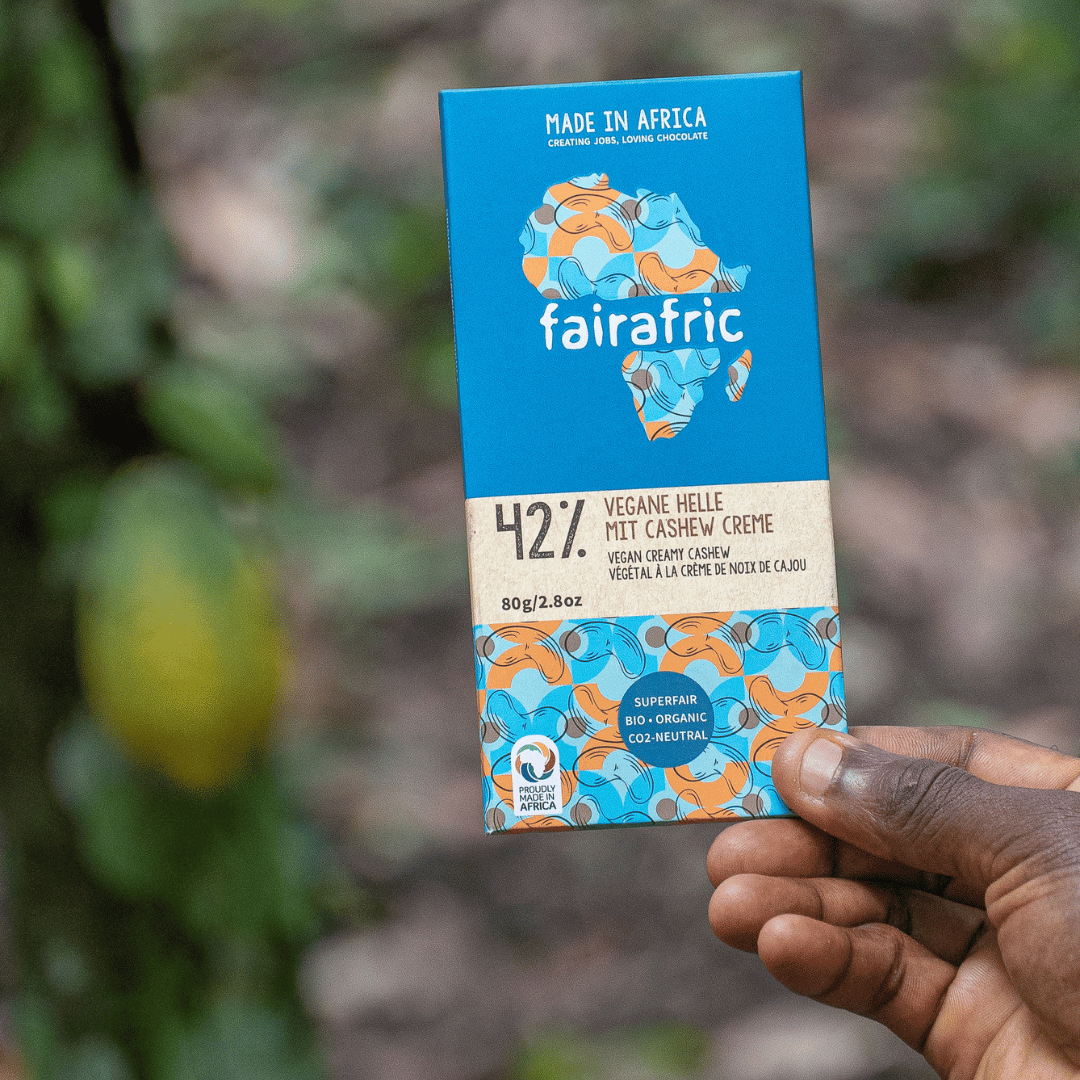 MADE IN AFRICA
CREATING JOBS, LOVING CHOCOLATE
fairafric
42%
VEGANE HELLE
MIT CASHEW CREME
VEGAN CREAMY CASHEW
VÉGÉTAL À LA CRÈME DE NOIX DE CAJOU
80g/2.8oz
SUPERFAIR
BIO • ORGANIC
CO2-NEUTRAL
PROUDLY
MADE IN
AFRICA